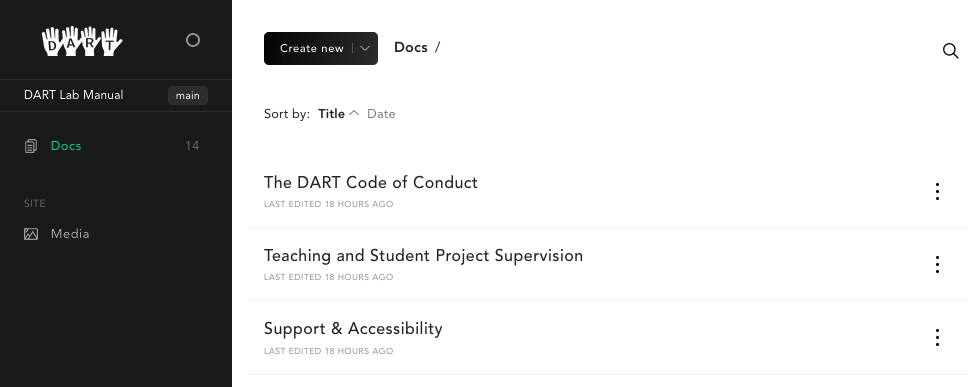 DART
DART Lab Manual main
Docs 14
SITE
Media
Create new Docs /
Sort by: Title Date
The DART Code of Conduct
LAST EDITED 18 HOURS AGO
Teaching and Student Project Supervision
LAST EDITED 18 HOURS AGO
Support & Accessibility
LAST EDITED 18 HOURS AGO